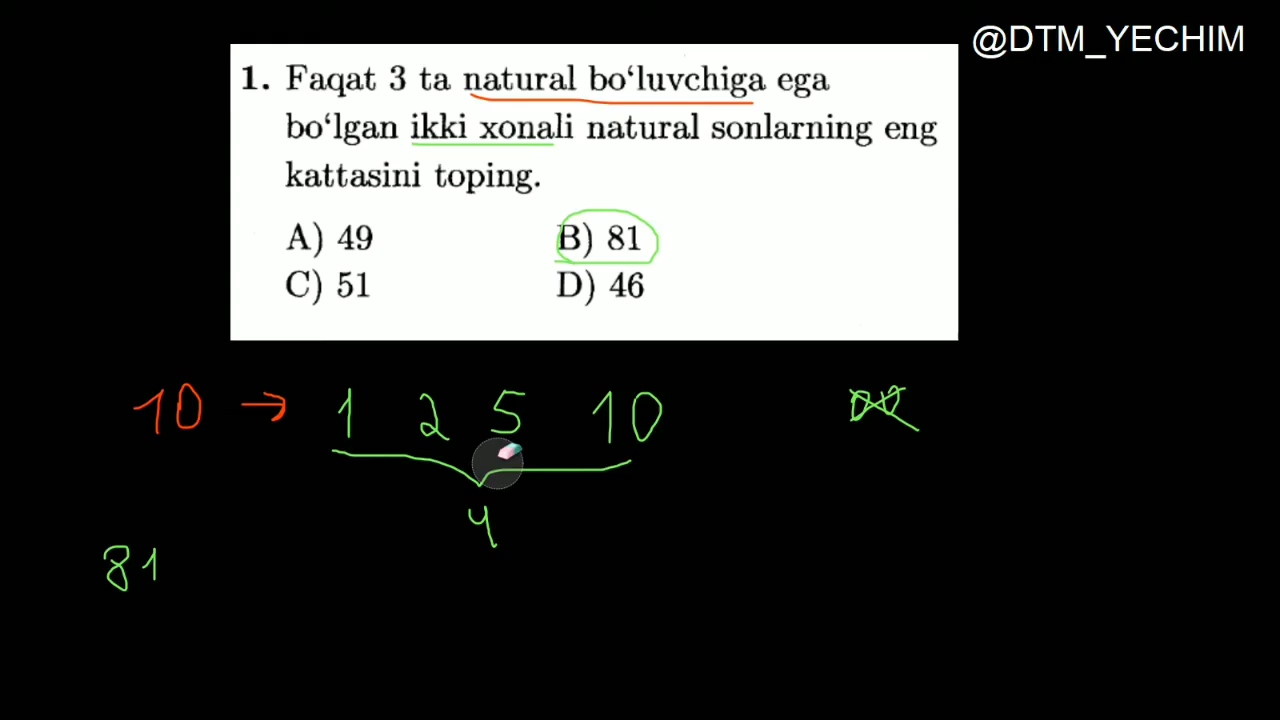 @DTM_YECHIM
1. Faqat 3 ta natural bo‘luvchiga ega
bo‘lgan ikki xonali natural sonlarning eng
kattasini toping.
A) 49 B) 81
C) 51 D) 46
10 → 1 2 5 10
4
81